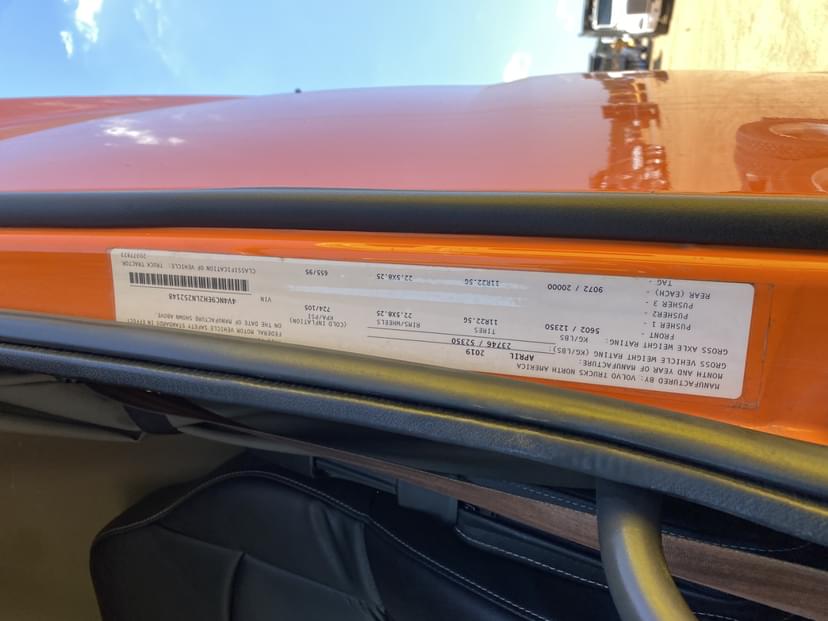 MANUFACTURED BY: VOLVO TRUCKS NORTH AMERICA
MONTH AND YEAR OF MANUFACTURE: APRIL 2019
GROSS VEHICLE WEIGHT RATING (KG/LBS) 23746 / 52350
GROSS AXLE WEIGHT RATING KG/LBS TIRES RIMS/WHEELS (COLD INFLATION) KPA/PSI
FRONT - 5602 / 12350 11R22.5G 22.5X8.25 724/105
PUSHER 1 -
PUSHER 2 -
PUSHER 3 -
REAR (EACH) - 9072 / 20000 11R22.5G 22.5X8.25 655/95
TAG -
FEDERAL MOTOR VEHICLE SAFETY STANDARDS IN EFFECT
ON THE DATE OF MANUFACTURE SHOWN ABOVE
VIN 4V4NC9EH2LN252148
CLASSIFICATION OF VEHICLE: TRUCK TRACTOR
20377877